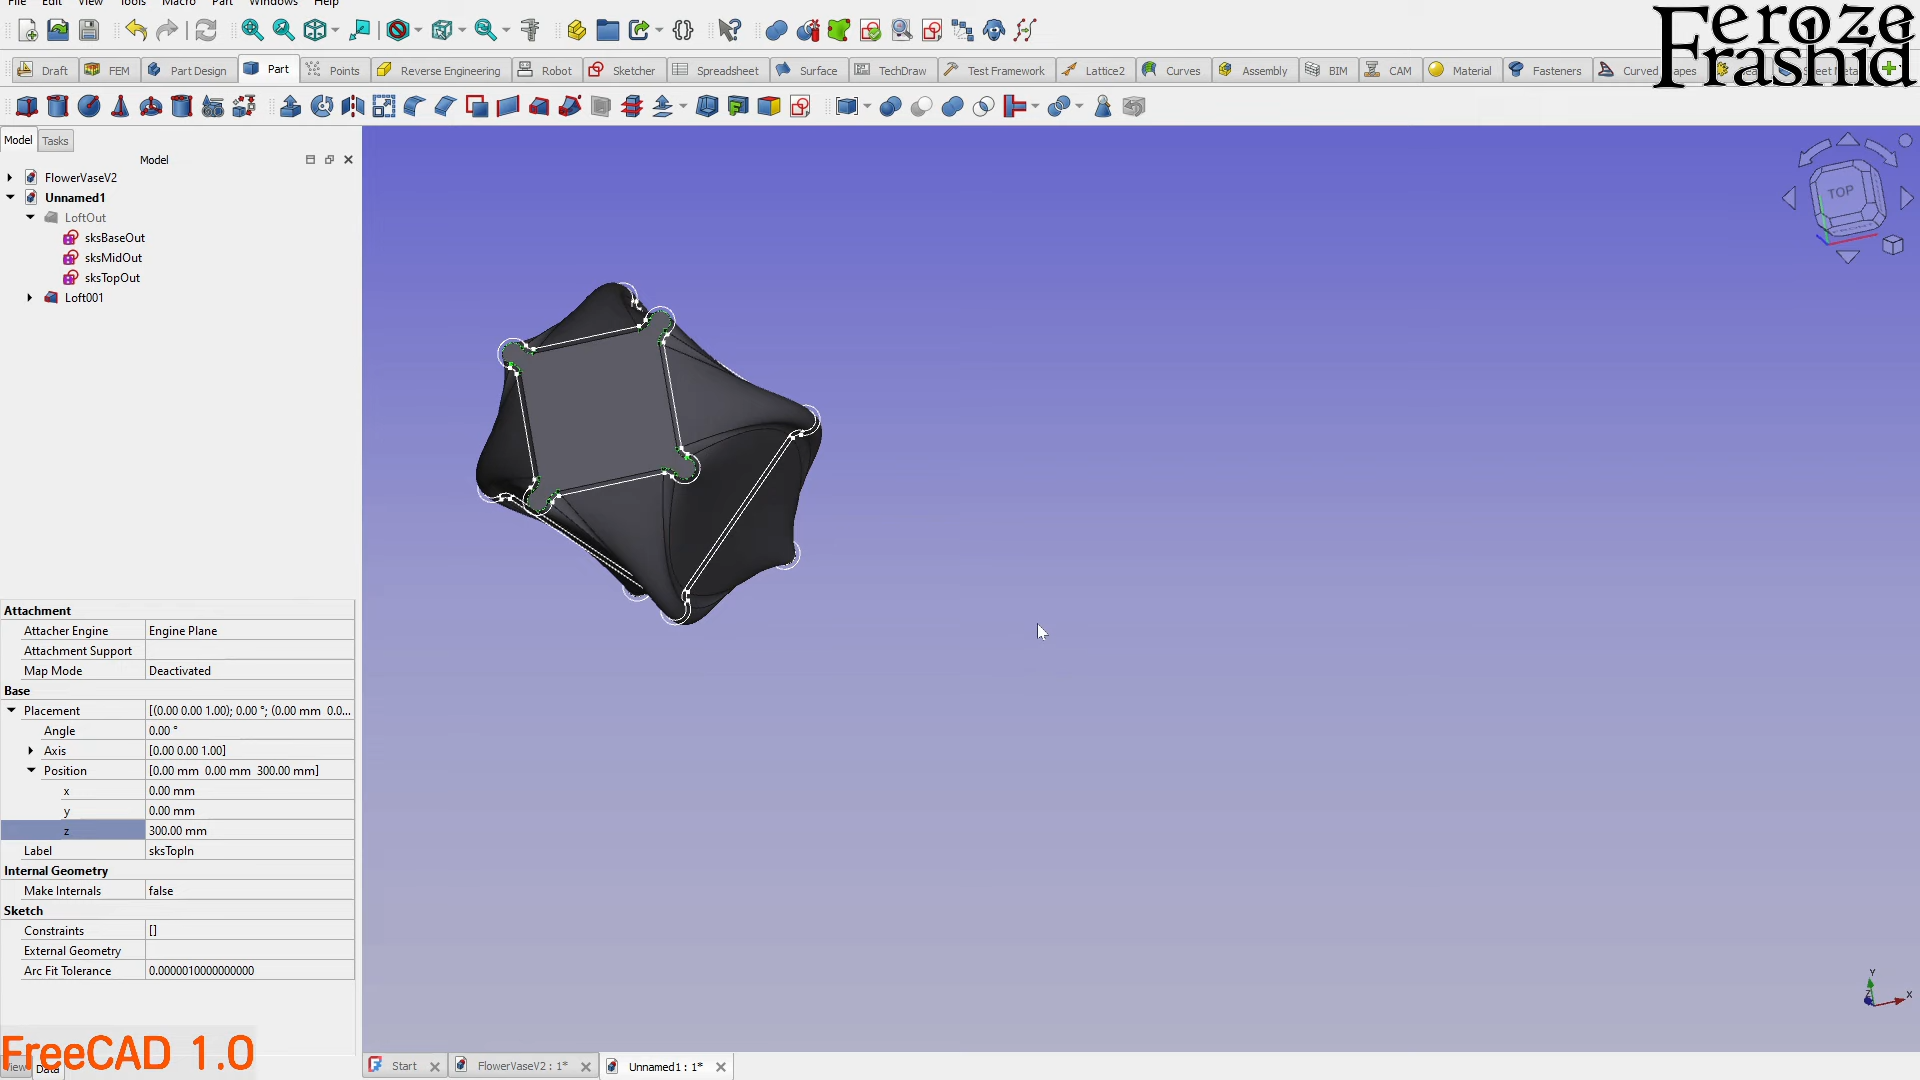 File Edit View Tools Macro Part Windows Help
Feroze
Frashid
Draft FEM Part Design Part Points Reverse Engineering Robot Sketcher Spreadsheet Surface TechDraw Test Framework Lattice2 Curves Assembly BIM CAM Material Fasteners
Model Tasks
Model
FlowerVaseV2
Unnamed1
LoftOut
sksBaseOut
sksMidOut
sksTopOut
Loft001
TOP
Attachment
Attacher Engine Engine Plane
Attachment Support
Map Mode Deactivated
Base
Placement [(0.00 0.00 1.00); 0.00 °; (0.00 mm 0.0...
Angle 0.00 °
Axis [0.00 0.00 1.00]
Position [0.00 mm 0.00 mm 300.00 mm]
x 0.00 mm
y 0.00 mm
z 300.00 mm
Label sksTopIn
Internal Geometry
Make Internals false
Sketch
Constraints []
External Geometry
Arc Fit Tolerance 0.0000010000000000
Y
Z
X
FreeCAD 1.0
View Data
Start FlowerVaseV2 : 1* Unnamed1 : 1*